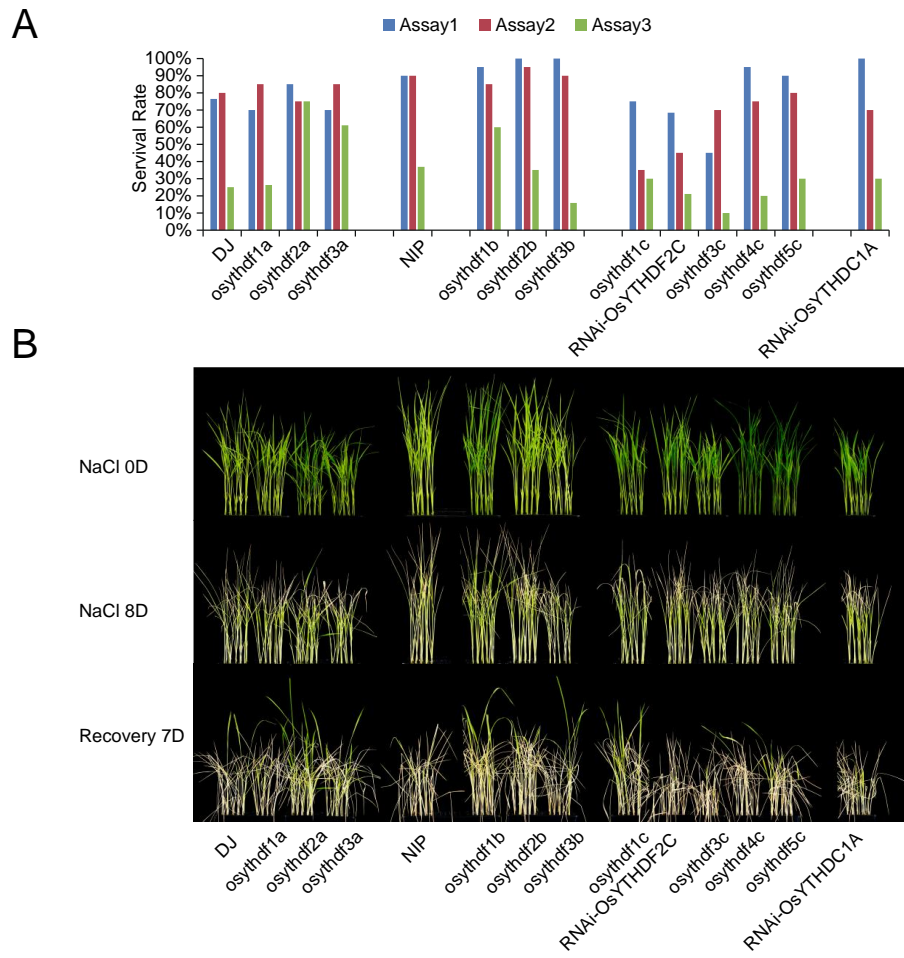 A
Assay1 Assay2 Assay3
Servival Rate
100%
90%
80%
70%
60%
50%
40%
30%
20%
10%
0%
DJ
osythdf1a
osythdf2a
osythdf3a
NIP
osythdf1b
osythdf2b
osythdf3b
osythdf1c
RNAi-OsYTHDF2C
osythdf3c
osythdf4c
osythdf5c
RNAi-OsYTHDC1A
B
NaCl 0D
NaCl 8D
Recovery 7D
DJ
osythdf1a
osythdf2a
osythdf3a
NIP
osythdf1b
osythdf2b
osythdf3b
osythdf1c
RNAi-OsYTHDF2C
osythdf3c
osythdf4c
osythdf5c
RNAi-OsYTHDC1A